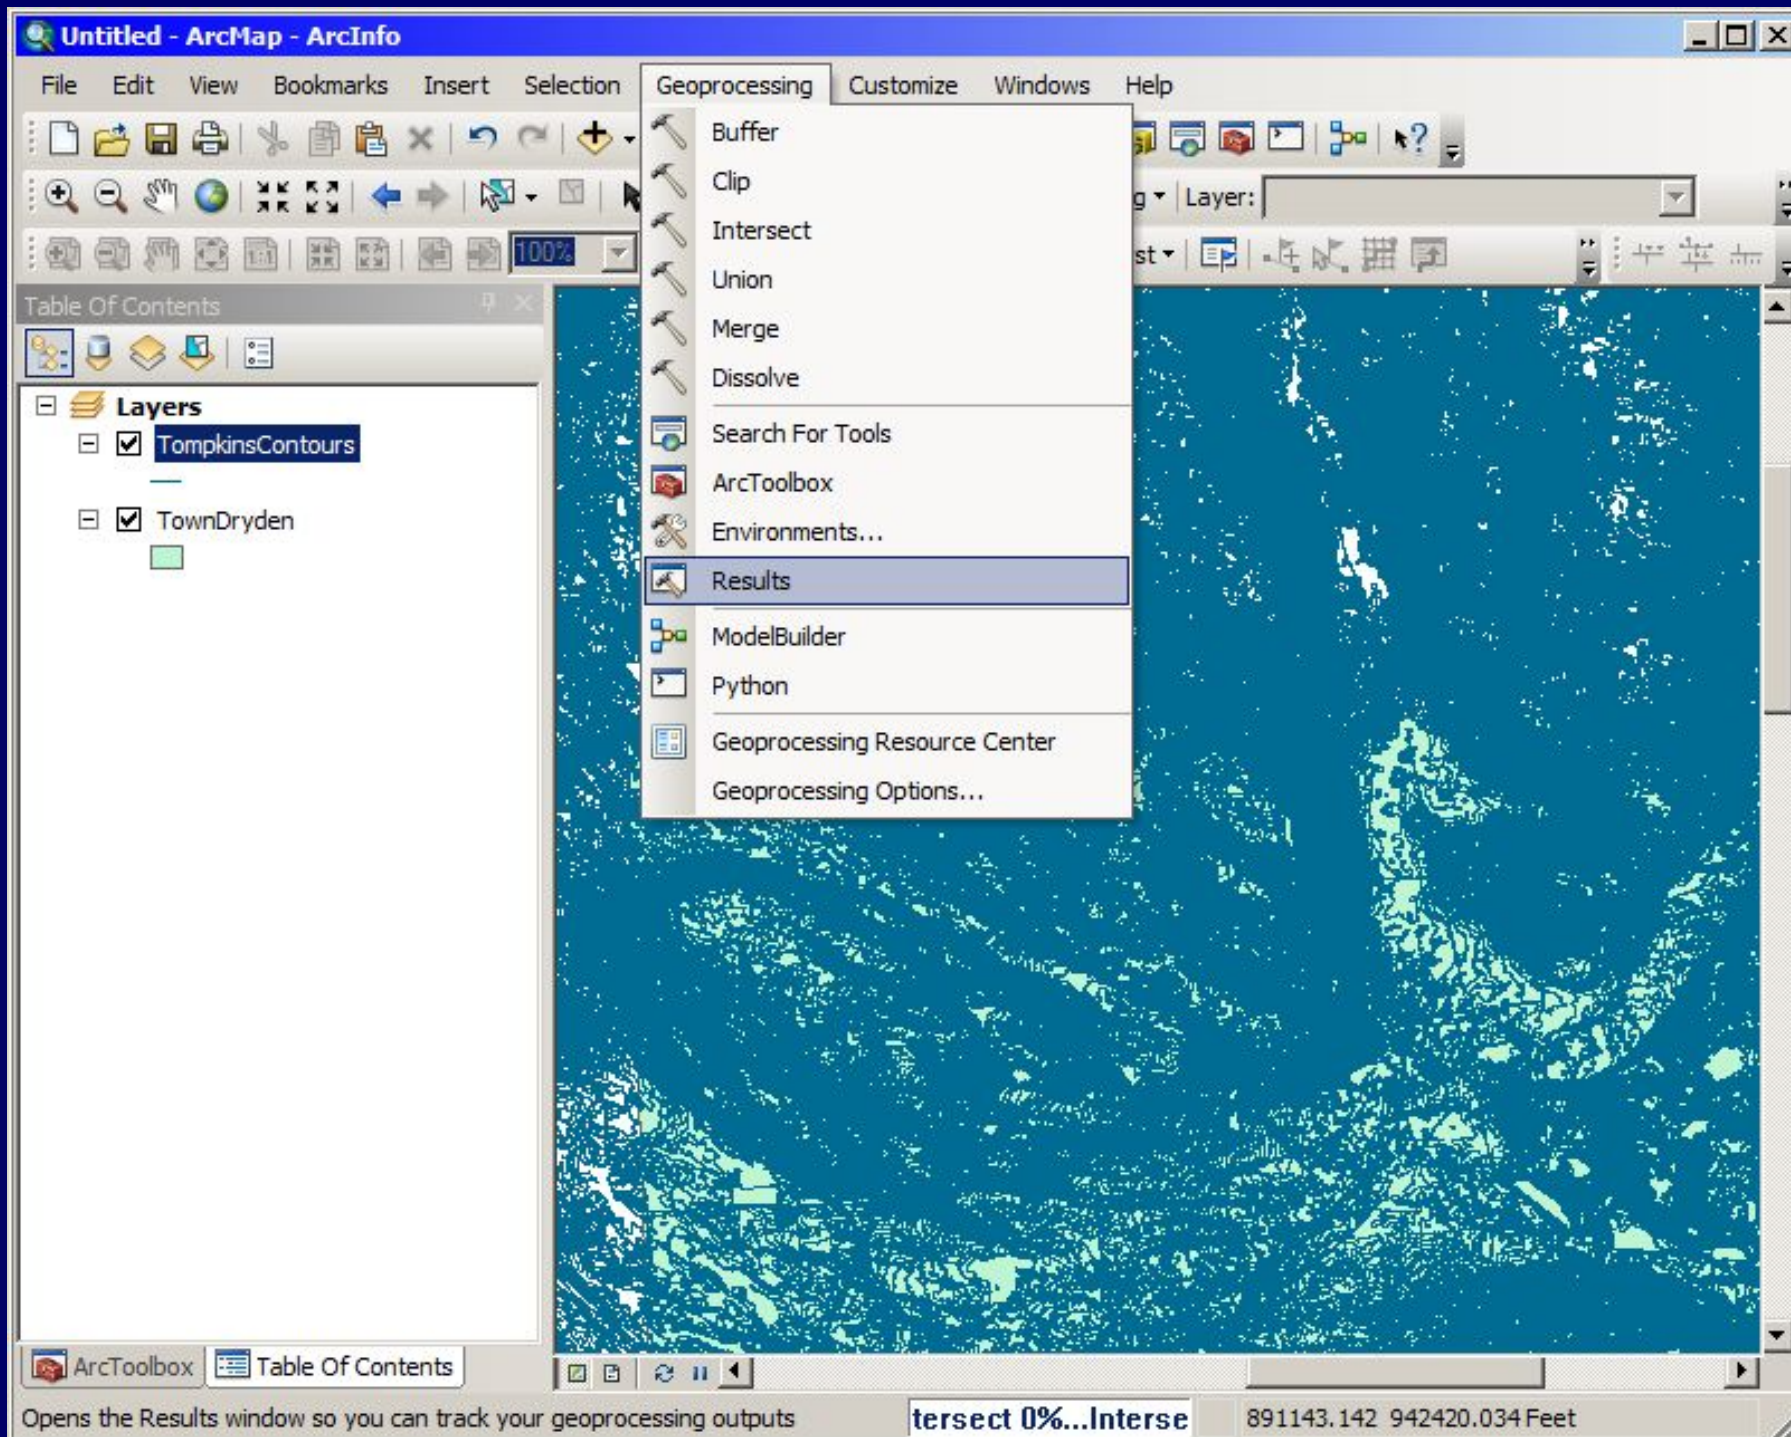 Untitled - ArcMap - ArcInfo
File Edit View Bookmarks Insert Selection Geoprocessing Customize Windows Help
Buffer
Clip
Layer:
Intersect
100%
st
Union
Table Of Contents
Merge
Dissolve
Layers
Search For Tools
TompkinsContours
ArcToolbox
TownDryden
Environments...
Results
ModelBuilder
Python
Geoprocessing Resource Center
Geoprocessing Options...
ArcToolbox Table Of Contents
Opens the Results window so you can track your geoprocessing outputs tersect 0%...Interse 891143.142 942420.034 Feet